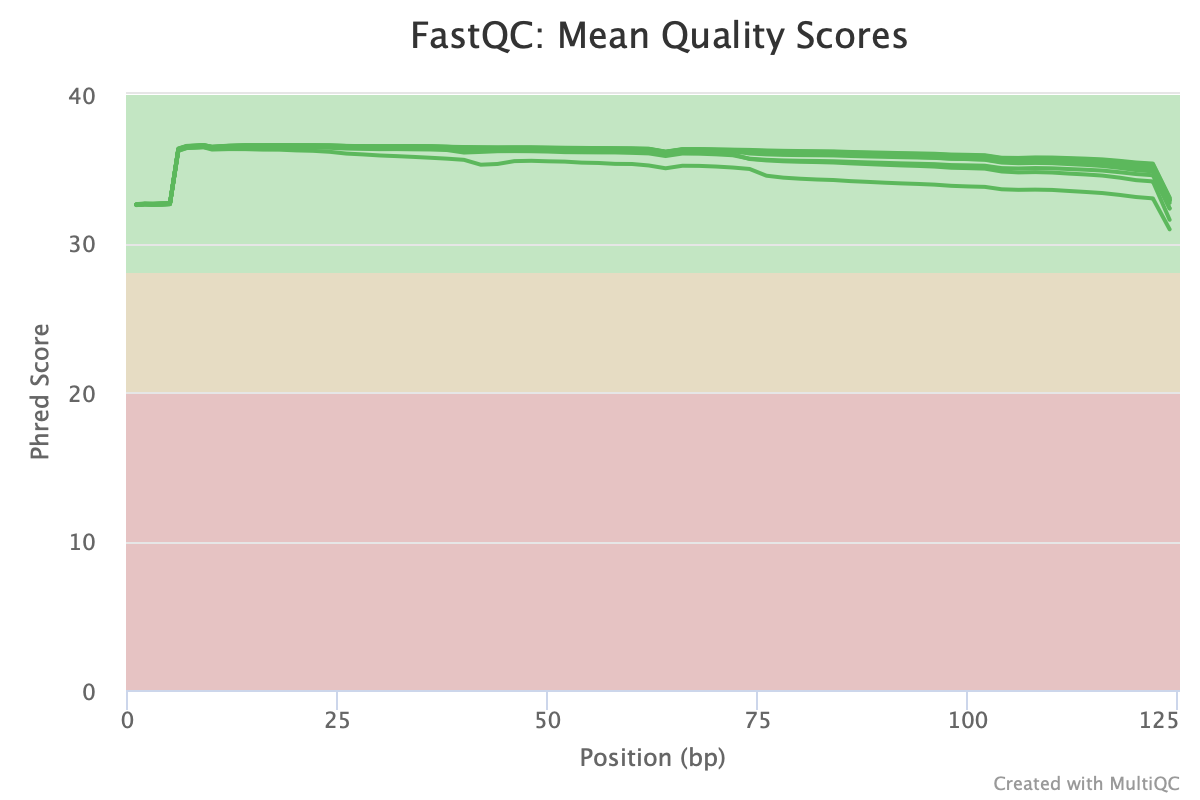 FastQC: Mean Quality Scores
40
30
20
10
0
Phred Score
0 25 50 75 100 125
Position (bp)
Created with MultiQC